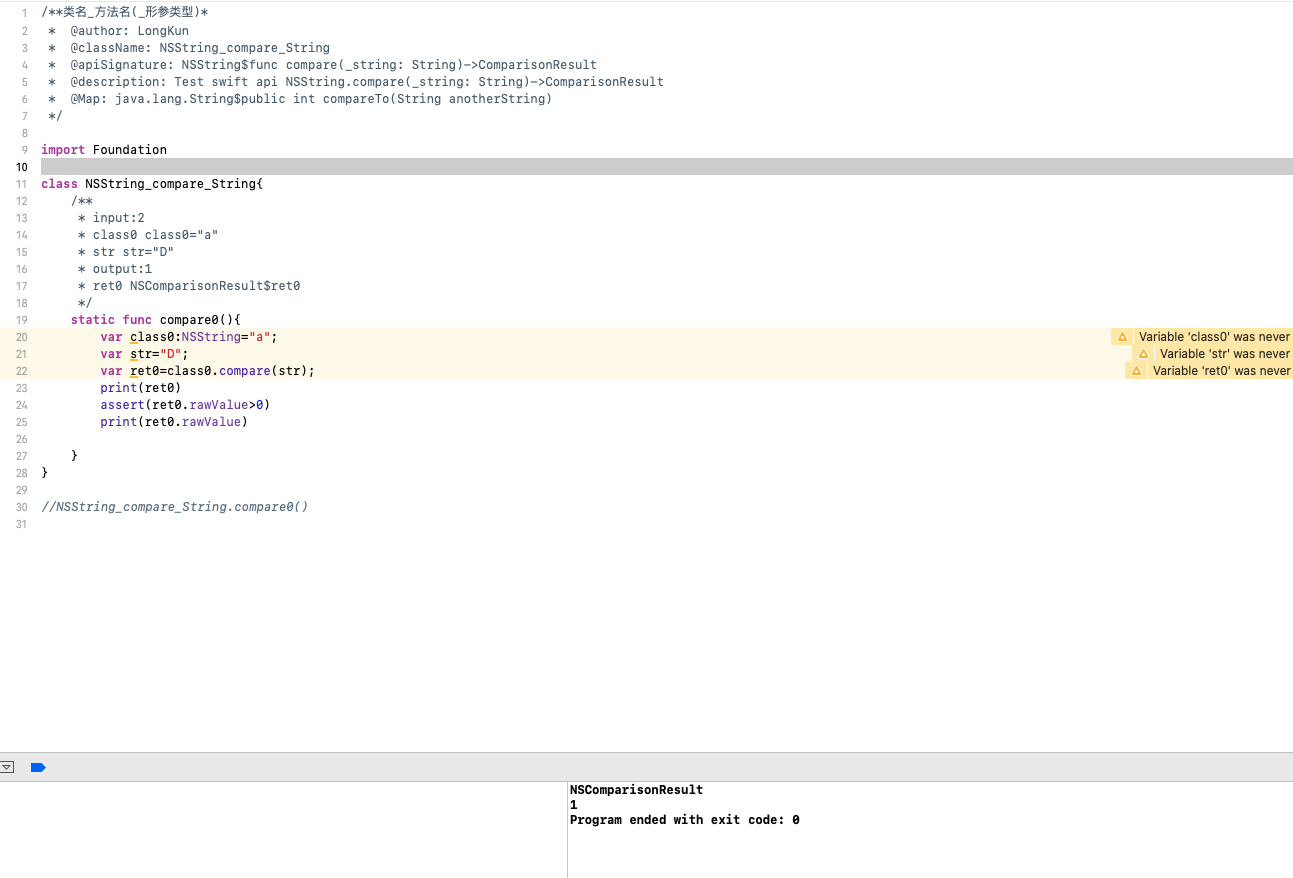 1 /**类名_方法名(_形参类型)*
2 * @author: LongKun
3 * @className: NSString_compare_String
4 * @apiSignature: NSString$func compare(_string: String)->ComparisonResult
5 * @description: Test swift api NSString.compare(_string: String)->ComparisonResult
6 * @Map: java.lang.String$public int compareTo(String anotherString)
7 */
8
9 import Foundation
10
11 class NSString_compare_String{
12 /**
13 * input:2
14 * class0 class0="a"
15 * str str="D"
16 * output:1
17 * ret0 NSComparisonResult$ret0
18 */
19 static func compare0(){
20 var class0:NSString="a"; Variable 'class0' was never
21 var str="D"; Variable 'str' was never
22 var ret0=class0.compare(str); Variable 'ret0' was never
23 print(ret0)
24 assert(ret0.rawValue>0)
25 print(ret0.rawValue)
26
27 }
28 }
29
30 //NSString_compare_String.compare0()
31
NSComparisonResult
1
Program ended with exit code: 0